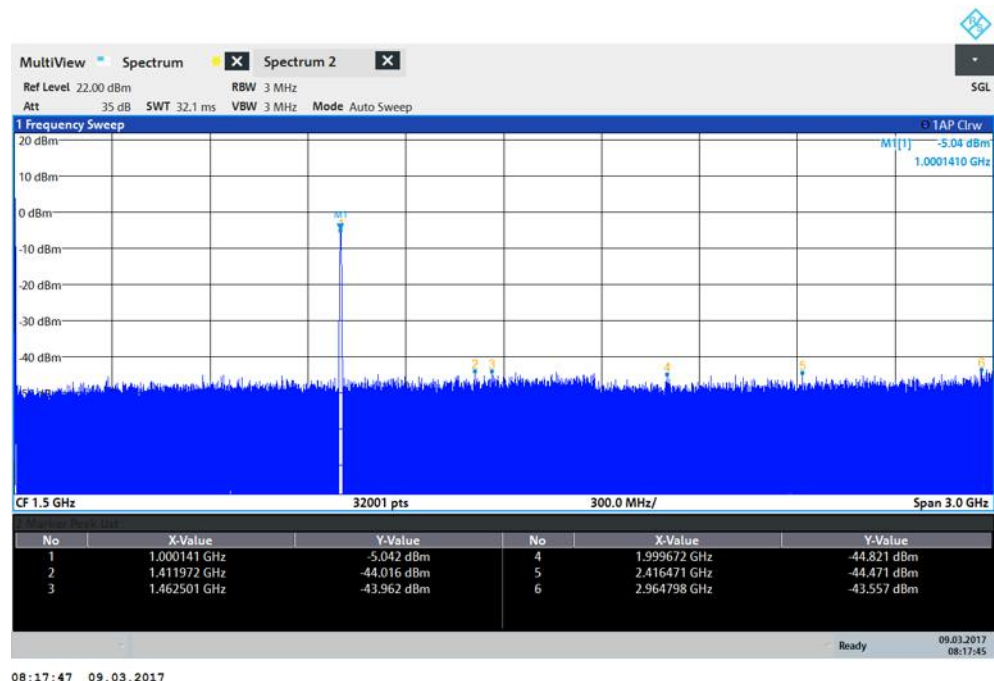 R&S
MultiView Spectrum X Spectrum 2 X
Ref Level 22.00 dBm RBW 3 MHz SGL
Att 35 dB SWT 32.1 ms VBW 3 MHz Mode Auto Sweep
1 Frequency Sweep 1AP Clrw
20 dBm M1[1] -5.04 dBm
1.0001410 GHz
10 dBm
0 dBm M1
1
-10 dBm
-20 dBm
-30 dBm
-40 dBm 2 3 4 5 6
CF 1.5 GHz 32001 pts 300.0 MHz/ Span 3.0 GHz
2 Marker Peak List
No X-Value Y-Value No X-Value Y-Value
1 1.000141 GHz -5.042 dBm 4 1.999672 GHz -44.821 dBm
2 1.411972 GHz -44.016 dBm 5 2.416471 GHz -44.471 dBm
3 1.462501 GHz -43.962 dBm 6 2.964798 GHz -43.557 dBm
Ready 09.03.2017
08:17:45
08:17:47 09.03.2017